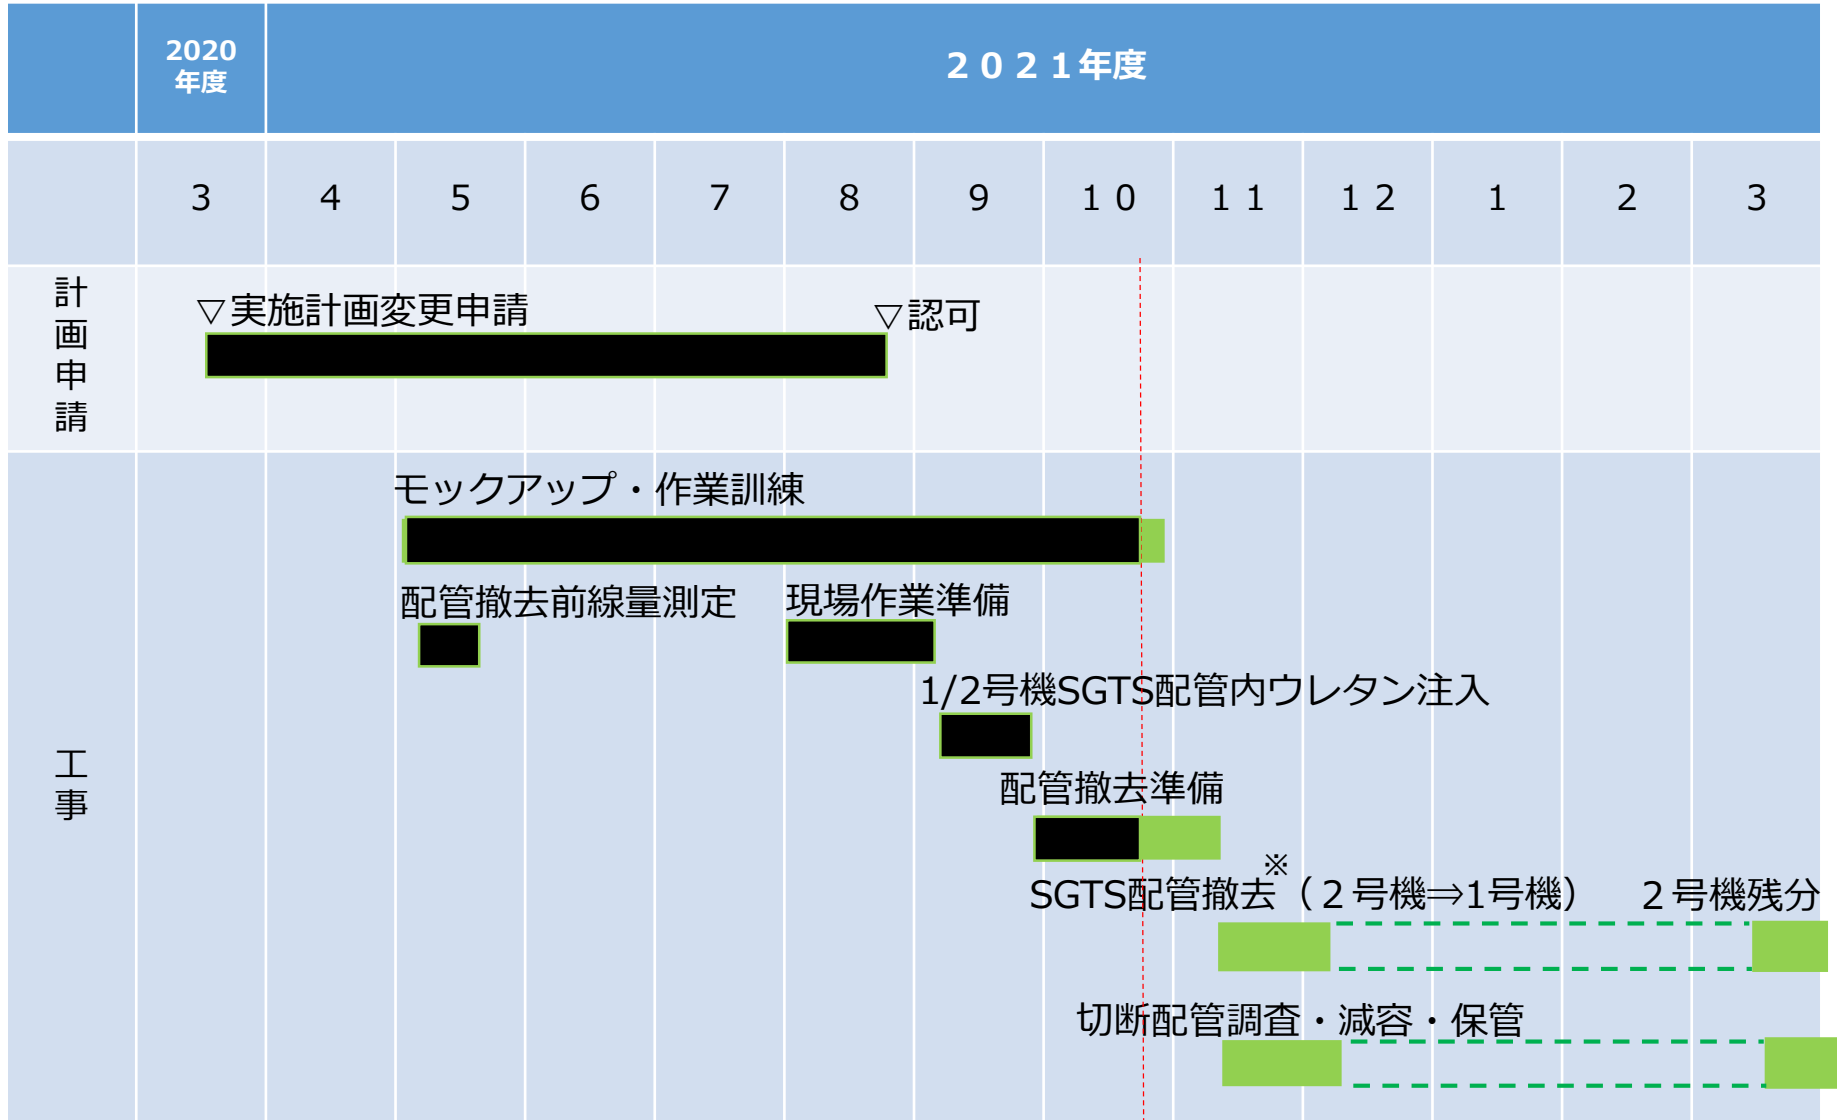 2020
年度
２０２１年度
3
4
5
6
7
8
9
１０
１１
１２
1
2
3
計画申請
▽実施計画変更申請
▽認可
工事
モックアップ・作業訓練
配管撤去前線量測定
現場作業準備
1/2号機SGTS配管内ウレタン注入
配管撤去準備
SGTS配管撤去※（２号機⇒1号機）
２号機残分
切断配管調査・減容・保管